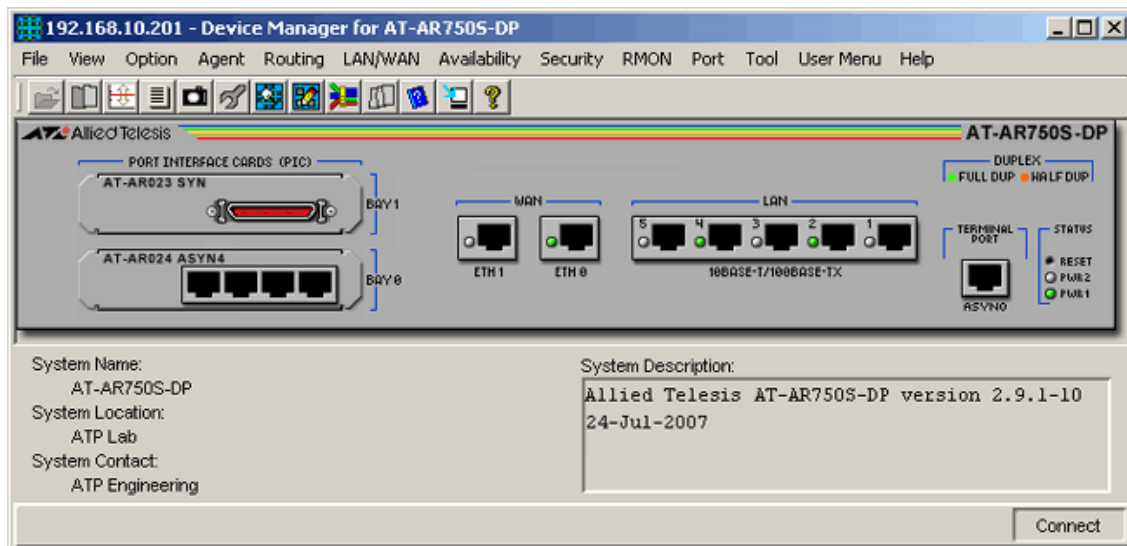 192.168.10.201 - Device Manager for AT-AR750S-DP
File View Option Agent Routing LAN/WAN Availability Security RMON Port Tool User Menu Help
Allied Telesis
AT-AR750S-DP
PORT INTERFACE CARDS (PIC)
AT-AR023 SYN
BAY1
AT-AR024 ASYN4
BAY0
WAN
ETH 1
ETH 0
LAN
5 4 3 2 1
10BASE-T/100BASE-TX
DUPLEX
FULL DUP HALF DUP
TERMINAL PORT
ASYN0
STATUS
RESET
PWR2
PWR1
System Name:
AT-AR750S-DP
System Location:
ATP Lab
System Contact:
ATP Engineering
System Description:
Allied Telesis AT-AR750S-DP version 2.9.1-10
24-Jul-2007
Connect